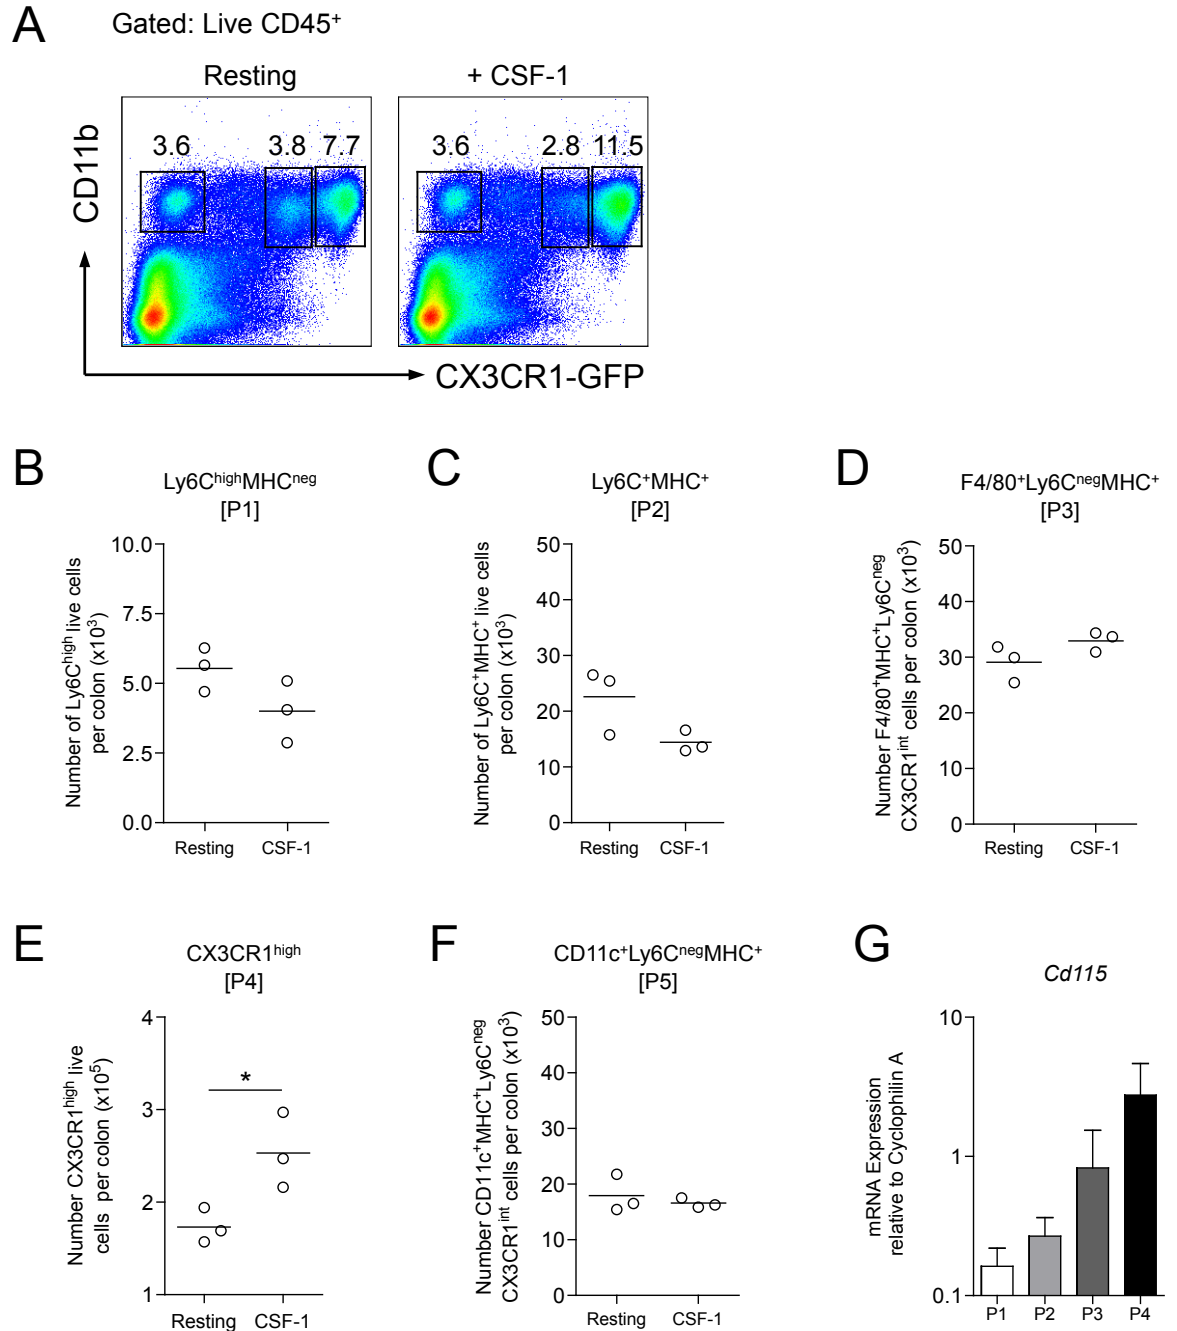 A
Gated: Live CD45⁺
Resting
+ CSF-1
CD11b
3.6
3.8
7.7
3.6
2.8
11.5
CX3CR1-GFP
B
Ly6CʰⁱᵍʰMHCⁿᵉᵍ
[P1]
Number of Ly6Cʰⁱᵍʰ live cells
per colon (x10³)
10.0
7.5
5.0
2.5
0.0
Resting
CSF-1
C
Ly6C⁺MHC⁺
[P2]
Number of Ly6C⁺MHC⁺ live cells
per colon (x10³)
50
40
30
20
10
0
Resting
CSF-1
D
F4/80⁺Ly6CⁿᵉᵍMHC⁺
[P3]
Number F4/80⁺MHC⁺Ly6Cⁿᵉᵍ
CX3CR1ⁱⁿᵗ cells per colon (x10³)
50
40
30
20
10
0
Resting
CSF-1
E
CX3CR1ʰⁱᵍʰ
[P4]
Number CX3CR1ʰⁱᵍʰ live
cells per colon (x10⁵)
4
3
2
1
*
Resting
CSF-1
F
CD11c⁺Ly6CⁿᵉᵍMHC⁺
[P5]
Number CD11c⁺MHC⁺Ly6Cⁿᵉᵍ
CX3CR1ⁱⁿᵗ cells per colon (x10³)
50
40
30
20
10
0
Resting
CSF-1
G
Cd115
mRNA Expression
relative to Cyclophilin A
10
1
0.1
P1
P2
P3
P4